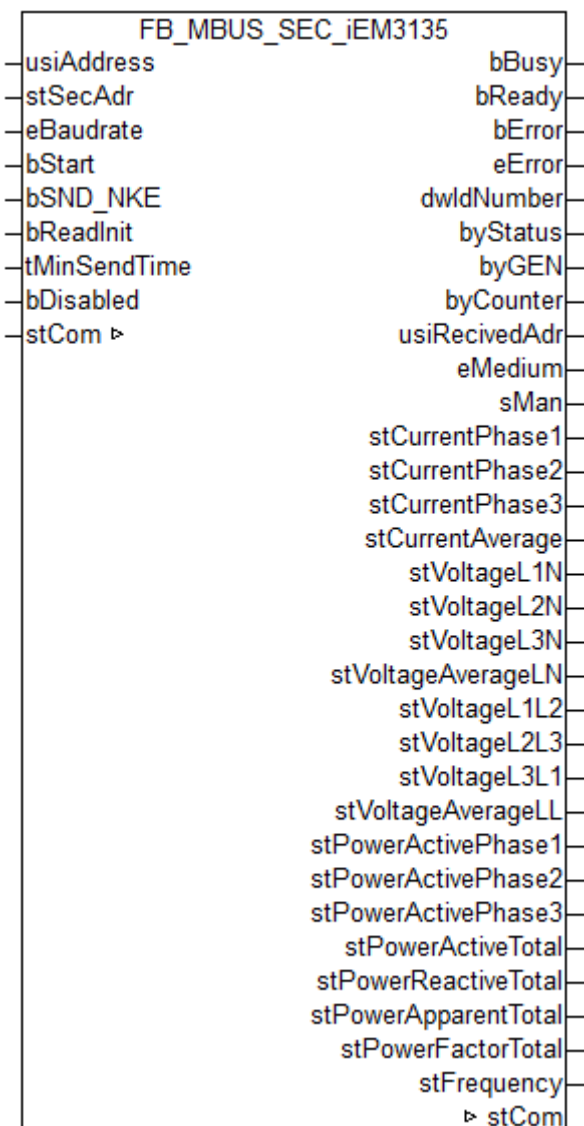 FB_MBUS_SEC_iEM3135
usiAddress bBusy
stSecAdr bReady
eBaudrate bError
bStart eError
bSND_NKE dwIdNumber
bReadInit byStatus
tMinSendTime byGEN
bDisabled byCounter
stCom ▹ usiRecivedAdr
eMedium
sMan
stCurrentPhase1
stCurrentPhase2
stCurrentPhase3
stCurrentAverage
stVoltageL1N
stVoltageL2N
stVoltageL3N
stVoltageAverageLN
stVoltageL1L2
stVoltageL2L3
stVoltageL3L1
stVoltageAverageLL
stPowerActivePhase1
stPowerActivePhase2
stPowerActivePhase3
stPowerActiveTotal
stPowerReactiveTotal
stPowerApparentTotal
stPowerFactorTotal
stFrequency
▹ stCom